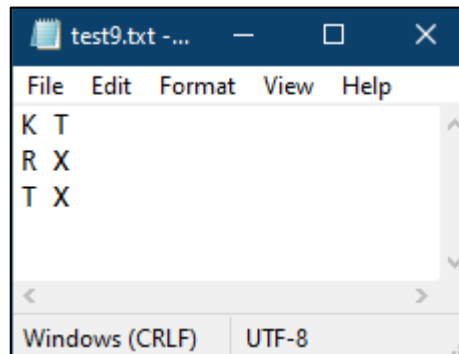 test9.txt -...
File Edit Format View Help
K T
R X
T X
Windows (CRLF) UTF-8